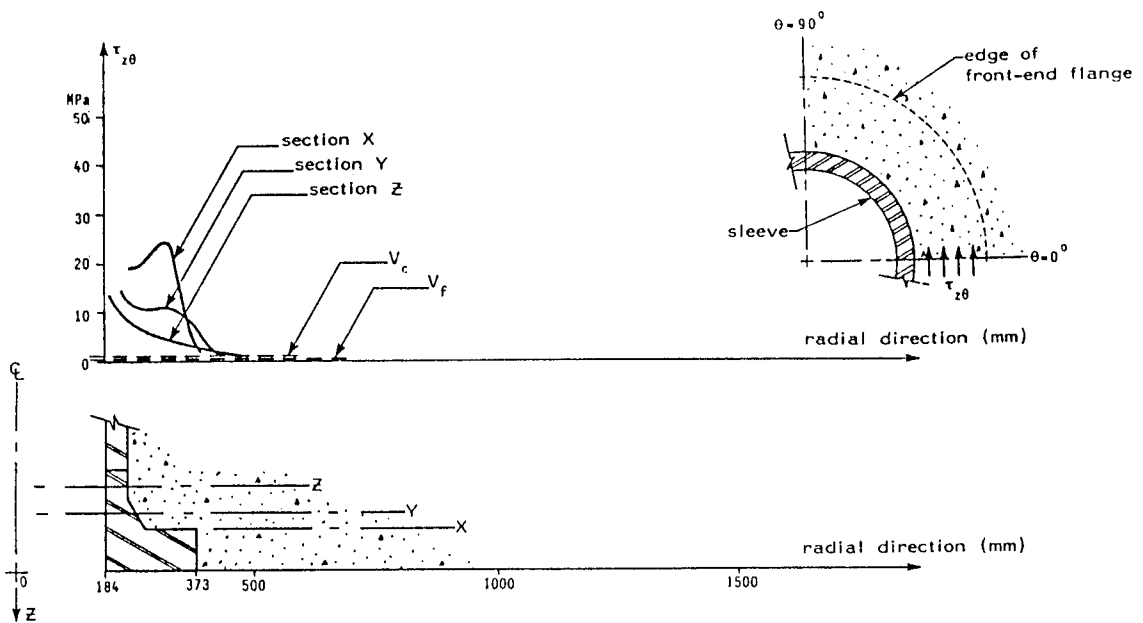 τzθ
MPa
50
40
30
20
10
0
section X
section Y
section Z
Vc
Vf
radial direction (mm)
θ=90°
edge of
front-end flange
sleeve
θ=0°
τzθ
℄
Z
Y
X
radial direction (mm)
0
184
373
500
1000
1500
Z